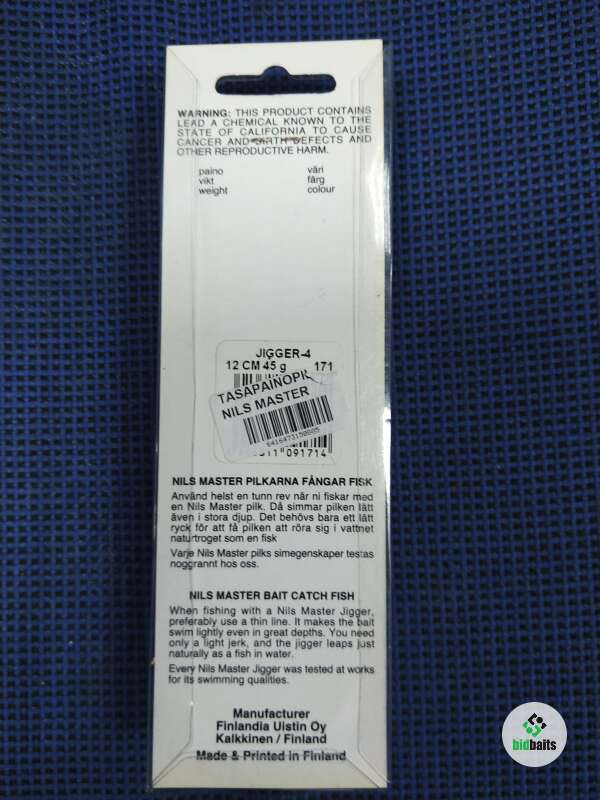 WARNING: THIS PRODUCT CONTAINS
LEAD A CHEMICAL KNOWN TO THE
STATE OF CALIFORNIA TO CAUSE
CANCER AND BIRTH DEFECTS AND
OTHER REPRODUCTIVE HARM.
paino väri
vikt färg
weight colour
JIGGER-4
12 CM 45 g 171
TASAPAINOPIL
NILS MASTER
6416473150005
091714
NILS MASTER PILKARNA FÅNGAR FISK
Använd helst en tunn rev när ni fiskar med
en Nils Master pilk. Då simmar pilken lätt
även i stora djup. Det behövs bara ett lätt
ryck för att få pilken att röra sig i vattnet
naturtroget som en fisk
Varje Nils Master pilks simegenskaper testas
noggrannt hos oss.
NILS MASTER BAIT CATCH FISH
When fishing with a Nils Master Jigger,
preferably use a thin line. It makes the bait
swim lightly even in great depths. You need
only a light jerk, and the jigger leaps just
naturally as a fish in water.
Every Nils Master Jigger was tested at works
for its swimming qualities.
Manufacturer
Finlandia Uistin Oy
Kalkkinen / Finland
Made & Printed in Finland
bidbaits